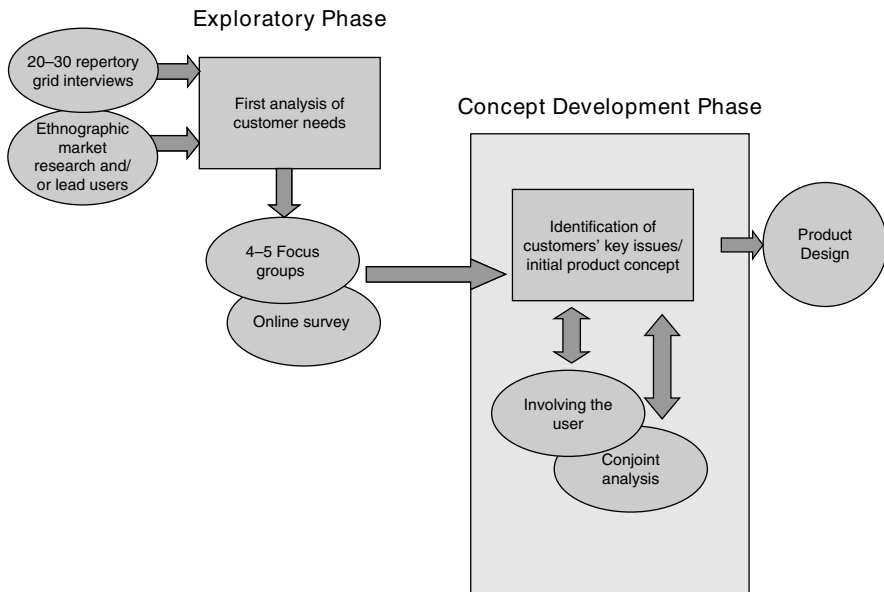 Exploratory Phase
20–30 repertory
grid interviews
Ethnographic
market
research and/
or lead users
First analysis of
customer needs
4–5 Focus
groups
Online survey
Concept Development Phase
Identification of
customers’ key issues/
initial product concept
Involving the
user
Conjoint
analysis
Product
Design